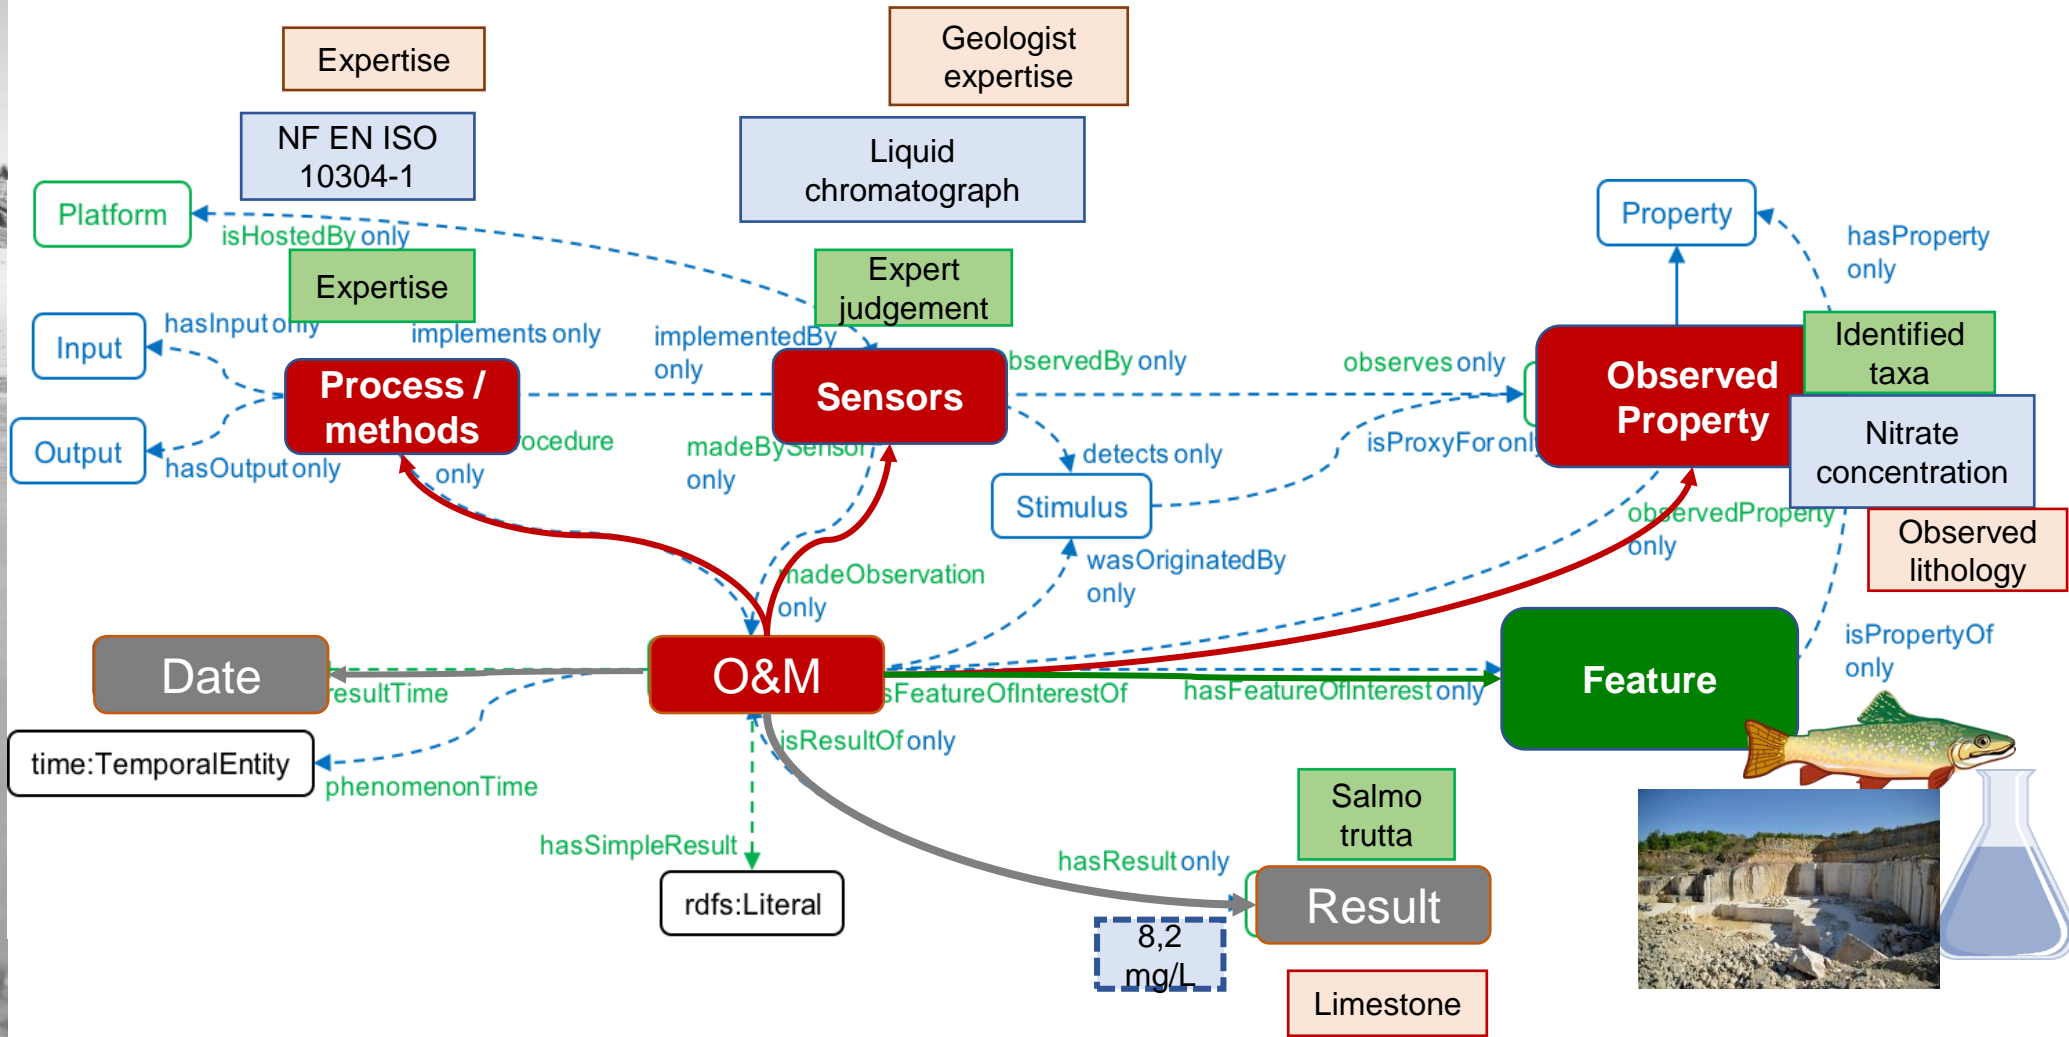 Expertise
Geologist
expertise
NF EN ISO
10304-1
Liquid
chromatograph
Platform
isHostedBy only
Property
hasProperty
only
Expertise
Expert
judgement
Input
hasInput only
implements only
implementedBy
only
Process /
methods
Sensors
only
observes only
Observed
Property
Identified
taxa
Output
hasOutput only
only
madeBySensor
only
detects only
isProxyFor only
Nitrate
concentration
Stimulus
observedProperty
only
Observed
lithology
madeObservation
only
wasOriginatedBy
only
Date
resultTime
O&M
hasFeatureOfInterest only
Feature
isPropertyOf
only
time:TemporalEntity
phenomenonTime
isResultOf only
hasSimpleResult
rdfs:Literal
hasResult only
Salmo
trutta
Result
8,2
mg/L
Limestone